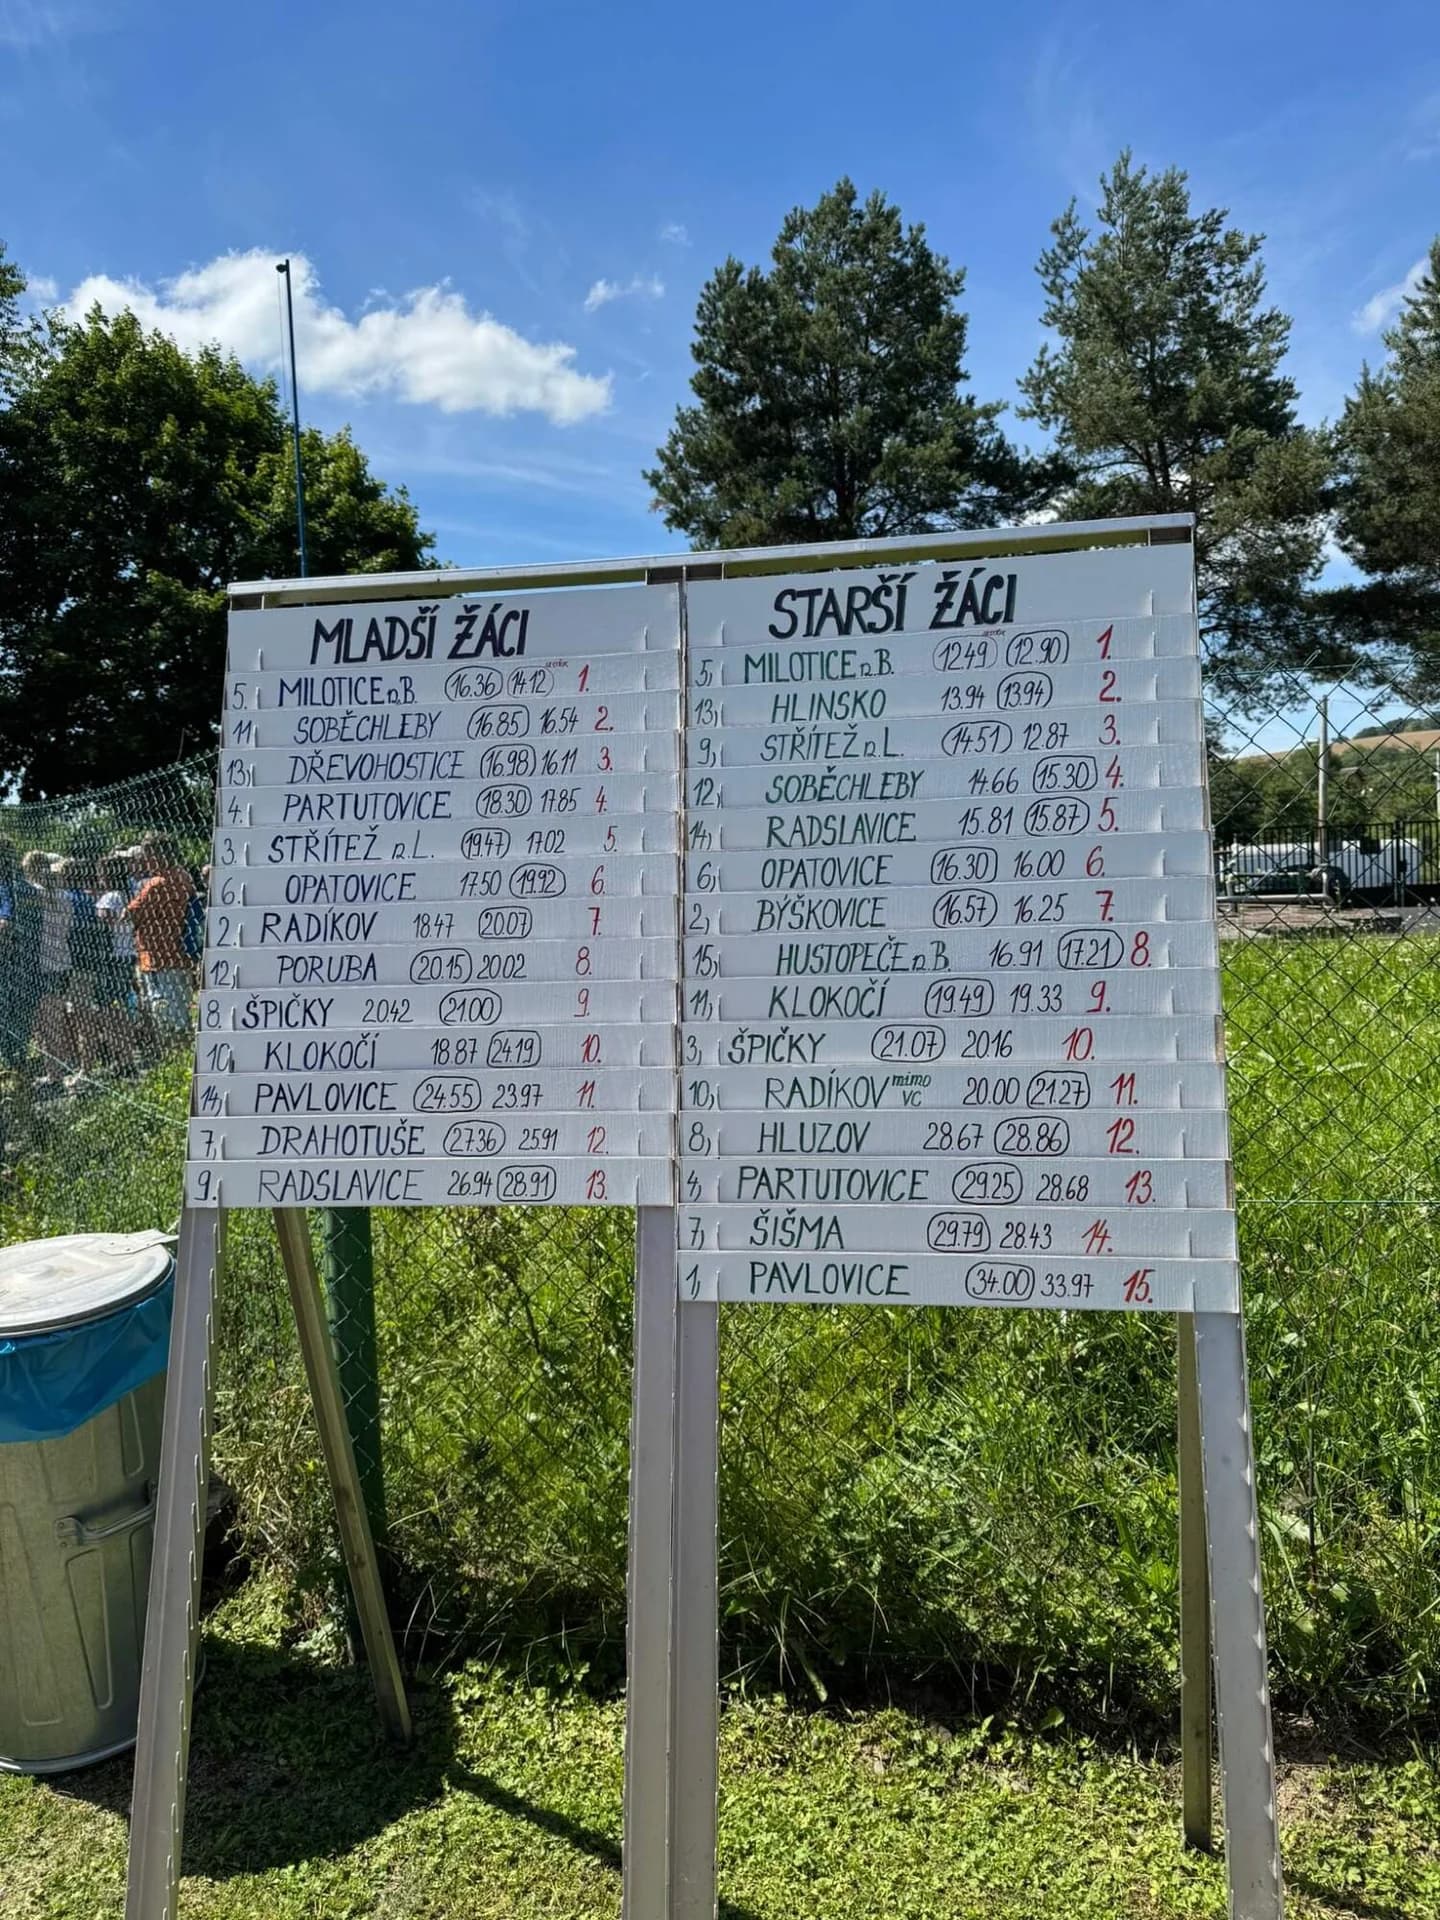 MLADŠÍ ŽÁCI
5. MILOTICE n.B. 16.36 14.12 1.
11 SOBĚCHLEBY 16.85 16.54 2.
13, DŘEVOHOSTICE 16.98 16.11 3.
4. PARTUTOVICE 18.30 17.85 4.
3. STŘÍTEŽ n.L. 19.47 17.02 5.
6. OPATOVICE 17.50 19.92 6.
2. RADÍKOV 18.47 20.07 7.
12, PORUBA 20.15 20.02 8.
8. ŠPIČKY 20.42 21.00 9.
10, KLOKOČÍ 18.87 24.19 10.
14, PAVLOVICE 24.55 23.97 11.
7, DRAHOTUŠE 27.36 25.91 12.
9. RADSLAVICE 26.94 28.91 13.
STARŠÍ ŽÁCI
5, MILOTICE n.B. 12.49 12.90 1.
13, HLINSKO 13.94 13.94 2.
9, STŘÍTEŽ n.L. 14.51 12.87 3.
12, SOBĚCHLEBY 14.66 15.30 4.
14, RADSLAVICE 15.81 15.87 5.
6, OPATOVICE 16.30 16.00 6.
2, BÝŠKOVICE 16.57 16.25 7.
15, HUSTOPEČE n.B. 16.91 17.21 8.
11, KLOKOČÍ 19.49 19.33 9.
3, ŠPIČKY 21.07 20.16 10.
10, RADÍKOV mimo VC 20.00 21.27 11.
8, HLUZOV 28.67 28.86 12.
4, PARTUTOVICE 29.25 28.68 13.
7, ŠIŠMA 29.79 28.43 14.
1, PAVLOVICE 34.00 33.97 15.